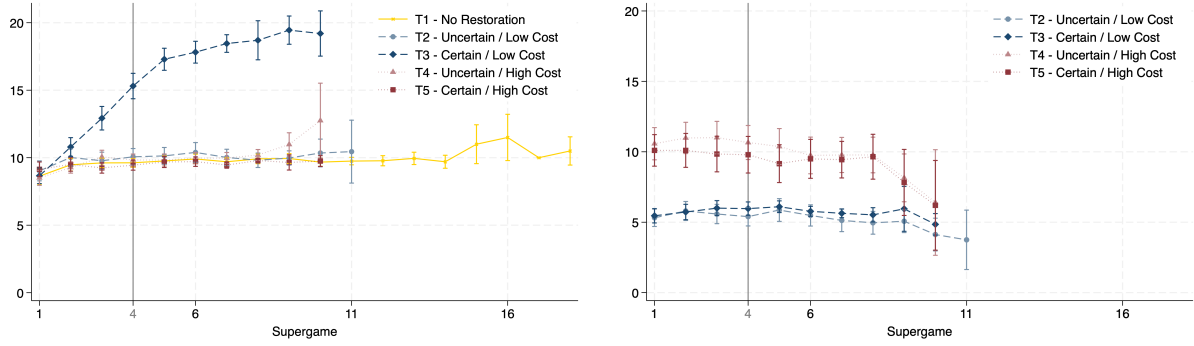 20
15
10
5
0
1
4
6
11
16
Supergame
T1 - No Restoration
T2 - Uncertain / Low Cost
T3 - Certain / Low Cost
T4 - Uncertain / High Cost
T5 - Certain / High Cost
20
15
10
5
0
1
4
6
11
16
Supergame
T2 - Uncertain / Low Cost
T3 - Certain / Low Cost
T4 - Uncertain / High Cost
T5 - Certain / High Cost